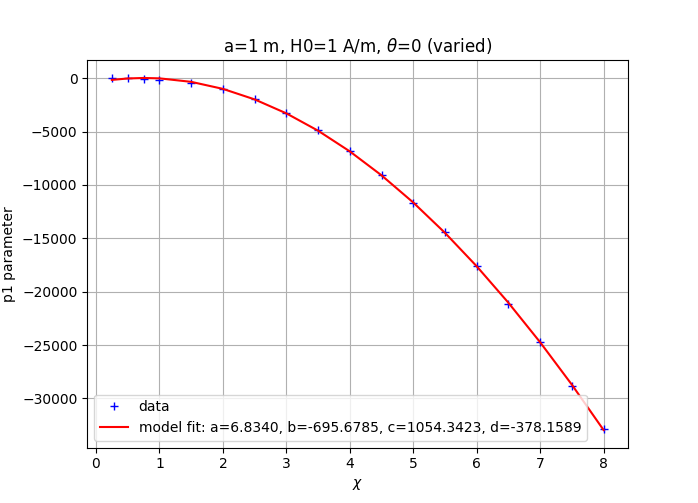 a=1 m, H0=1 A/m, θ=0 (varied)
p1 parameter
0
−5000
−10000
−15000
−20000
−25000
−30000
data
model fit: a=6.8340, b=-695.6785, c=1054.3423, d=-378.1589
0 1 2 3 4 5 6 7 8
χ